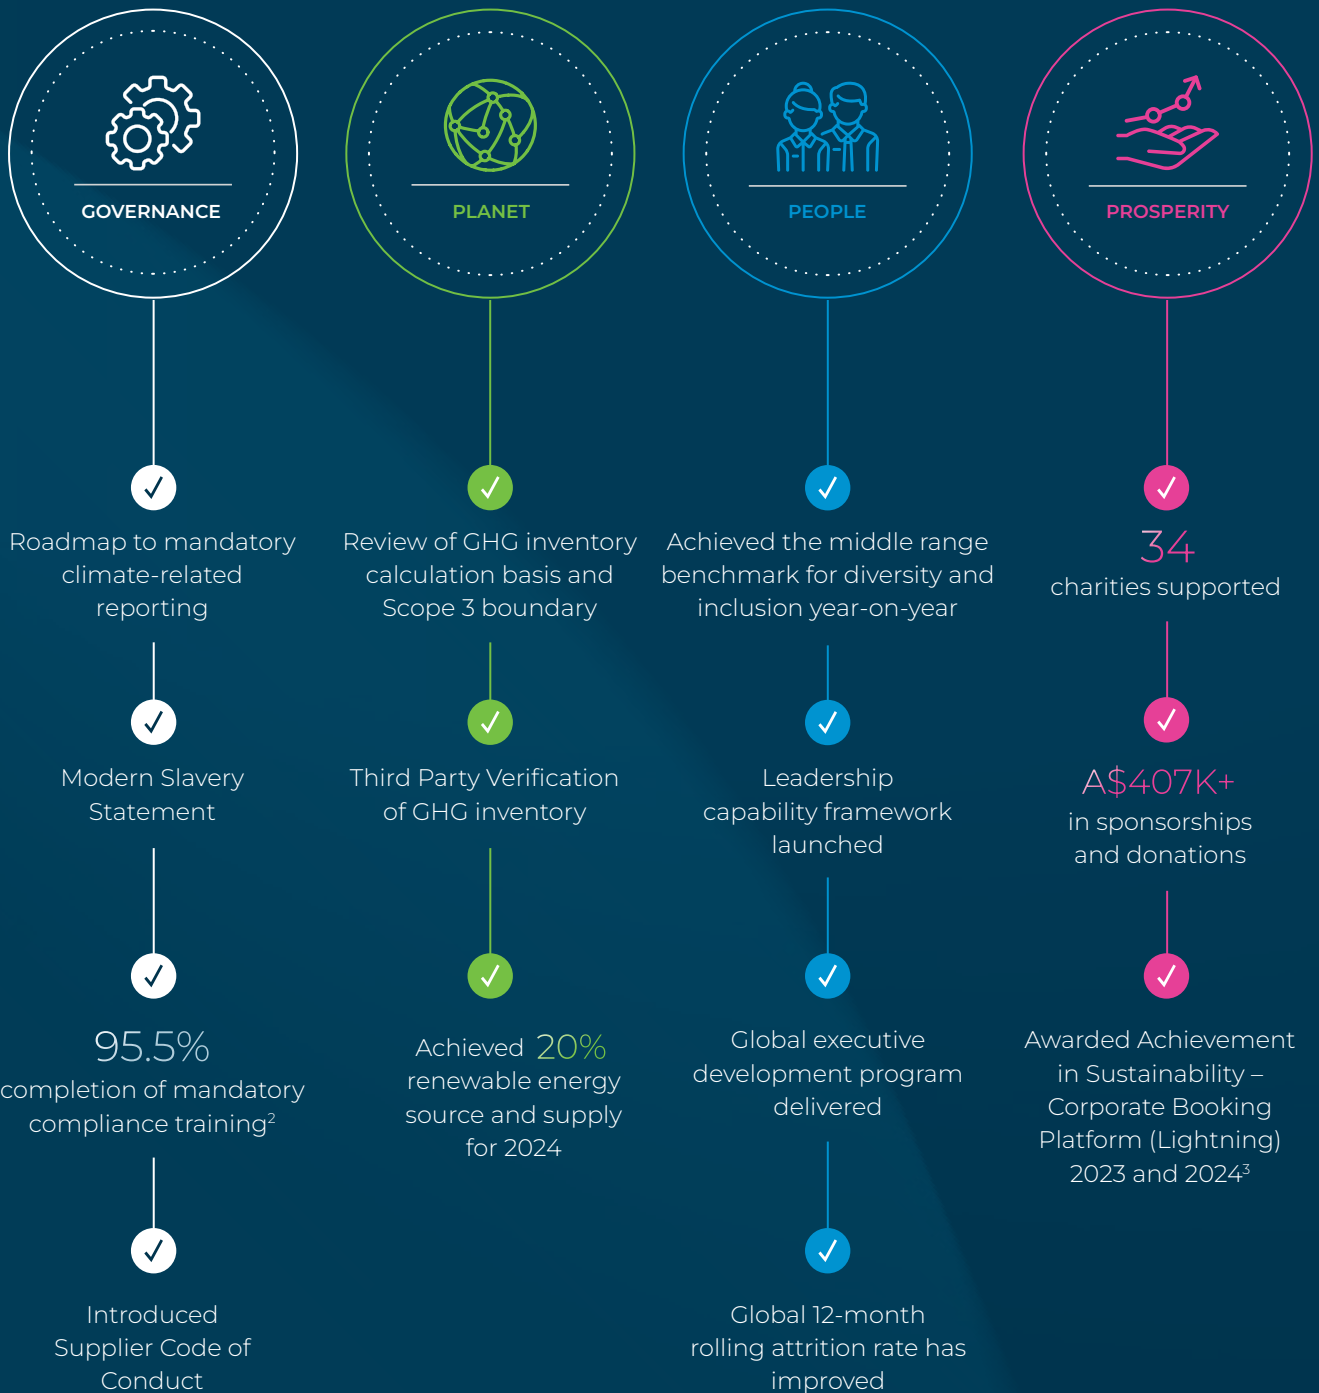 GOVERNANCE
Roadmap to mandatory
climate-related
reporting
Modern Slavery
Statement
95.5%
completion of mandatory
compliance training2
Introduced
Supplier Code of
Conduct
PLANET
Review of GHG inventory
calculation basis and
Scope 3 boundary
Third Party Verification
of GHG inventory
Achieved 20%
renewable energy
source and supply
for 2024
PEOPLE
Achieved the middle range
benchmark for diversity and
inclusion year-on-year
Leadership
capability framework
launched
Global executive
development program
delivered
Global 12-month
rolling attrition rate has
improved
PROSPERITY
34
charities supported
A$407K+
in sponsorships
and donations
Awarded Achievement
in Sustainability –
Corporate Booking
Platform (Lightning)
2023 and 20243